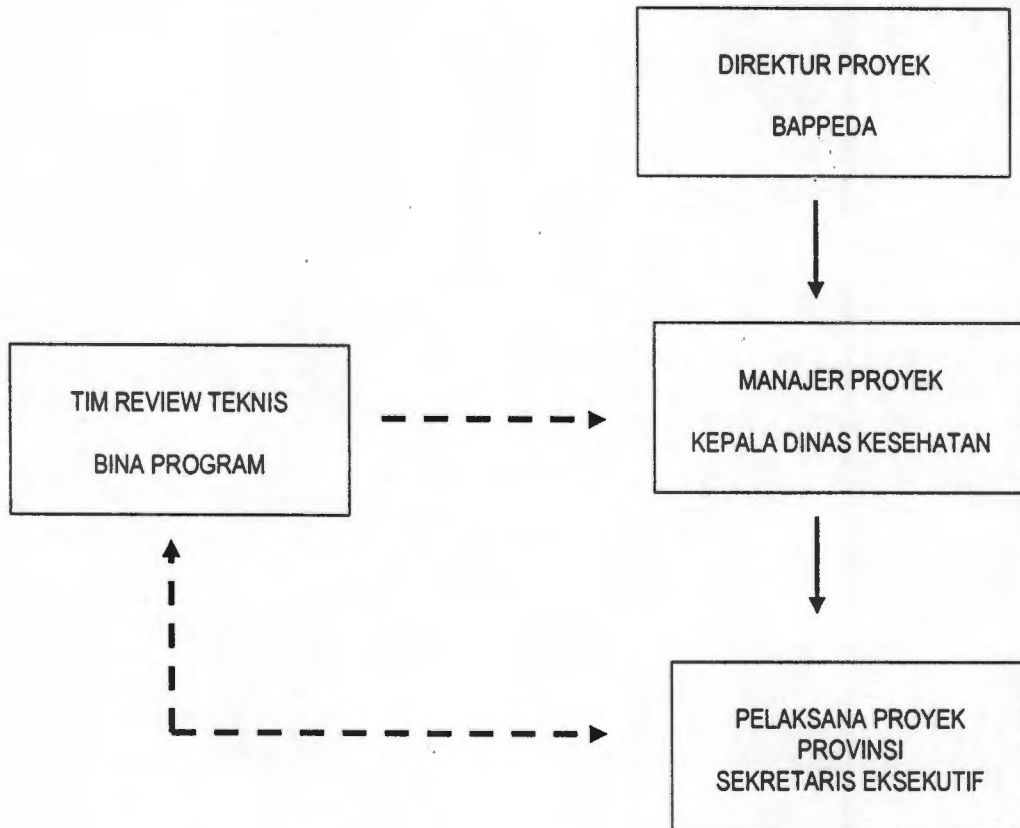 DIREKTUR PROYEK
BAPPEDA
TIM REVIEW TEKNIS
BINA PROGRAM
MANAJER PROYEK
KEPALA DINAS KESEHATAN
PELAKSANA PROYEK
PROVINSI
SEKRETARIS EKSEKUTIF